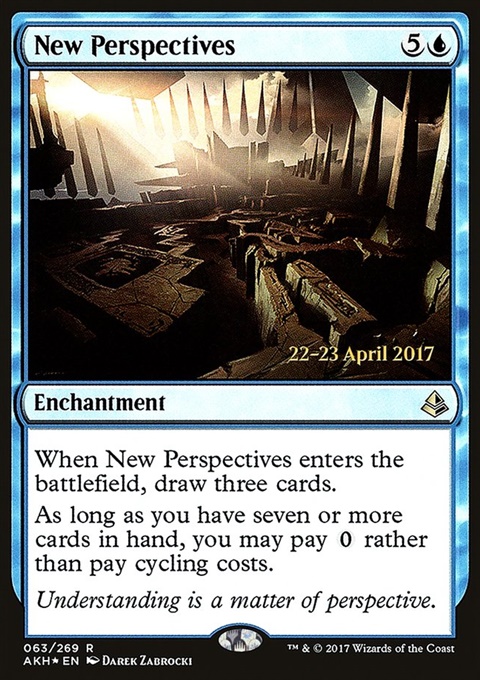 New Perspectives 5
22–23 April 2017
Enchantment
When New Perspectives enters the
battlefield, draw three cards.
As long as you have seven or more
cards in hand, you may pay 0 rather
than pay cycling costs.
Understanding is a matter of perspective.
063/269 R
AKH★EN Darek Zabrocki
™ & © 2017 Wizards of the Coast